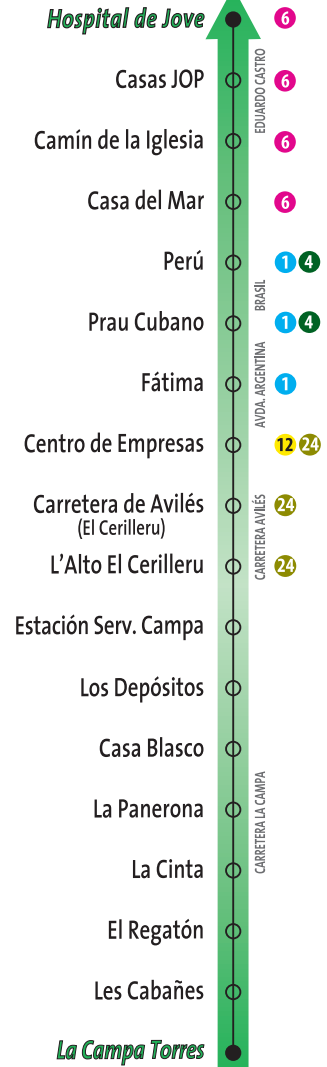 Hospital de Jove 6
Casas JOP 6
EDUARDO CASTRO
Camín de la Iglesia 6
Casa del Mar 6
Perú 1 4
BRASIL
Prau Cubano 1 4
AVDA. ARGENTINA
Fátima 1
Centro de Empresas 12 24
Carretera de Avilés 24
(El Cerilleru)
CARRETERA AVILÉS
L'Alto El Cerilleru 24
Estación Serv. Campa
Los Depósitos
Casa Blasco
La Panerona
CARRETERA LA CAMPA
La Cinta
El Regatón
Les Cabañes
La Campa Torres